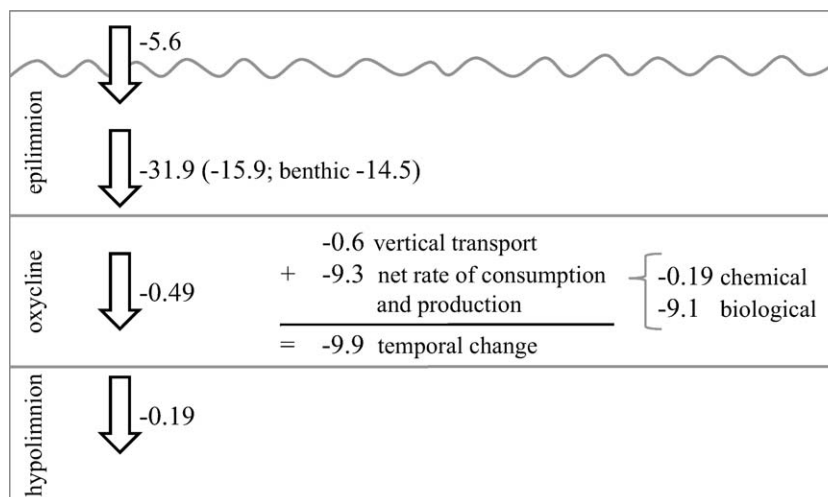 -5.6
epilimnion
-31.9 (-15.9; benthic -14.5)
oxycline
-0.49
-0.6 vertical transport
+ -9.3 net rate of consumption
and production
= -9.9 temporal change
-0.19 chemical
-9.1 biological
hypolimnion
-0.19